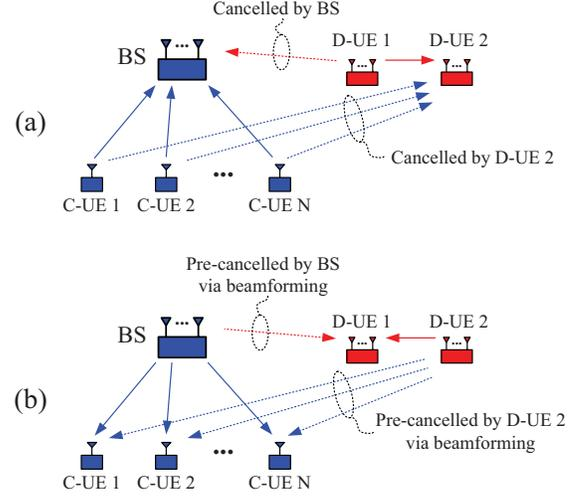 Cancelled by BS
BS
D-UE 1
D-UE 2
(a)
Cancelled by D-UE 2
C-UE 1
C-UE 2
C-UE N
Pre-cancelled by BS
via beamforming
BS
D-UE 1
D-UE 2
(b)
Pre-cancelled by D-UE 2
via beamforming
C-UE 1
C-UE 2
C-UE N